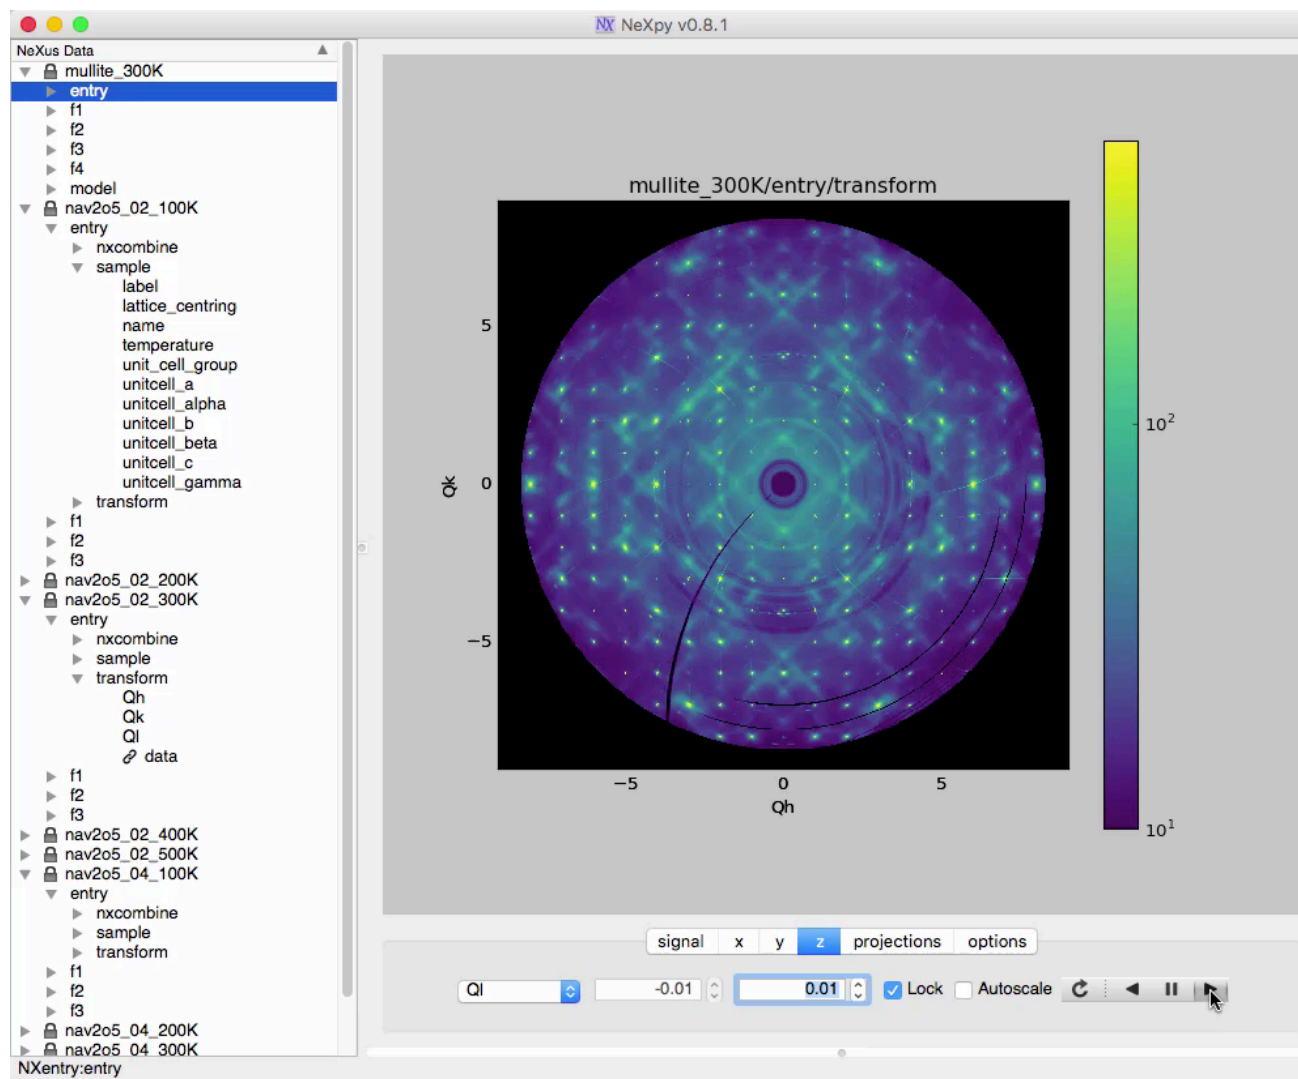 NeXpy v0.8.1
NeXus Data
mullite_300K
entry
f1
f2
f3
f4
model
nav2o5_02_100K
entry
nxcombine
sample
label
lattice_centring
name
temperature
unit_cell_group
unitcell_a
unitcell_alpha
unitcell_b
unitcell_beta
unitcell_c
unitcell_gamma
transform
f1
f2
f3
nav2o5_02_200K
nav2o5_02_300K
entry
nxcombine
sample
transform
Qh
Qk
Ql
data
f1
f2
f3
nav2o5_02_400K
nav2o5_02_500K
nav2o5_04_100K
entry
nxcombine
sample
transform
f1
f2
f3
nav2o5_04_200K
nav2o5_04_300K
NXentry:entry
mullite_300K/entry/transform
5
0
−5
Qk
−5 0 5
Qh
10²
10¹
signal x y z projections options
Ql -0.01 0.01 Lock Autoscale